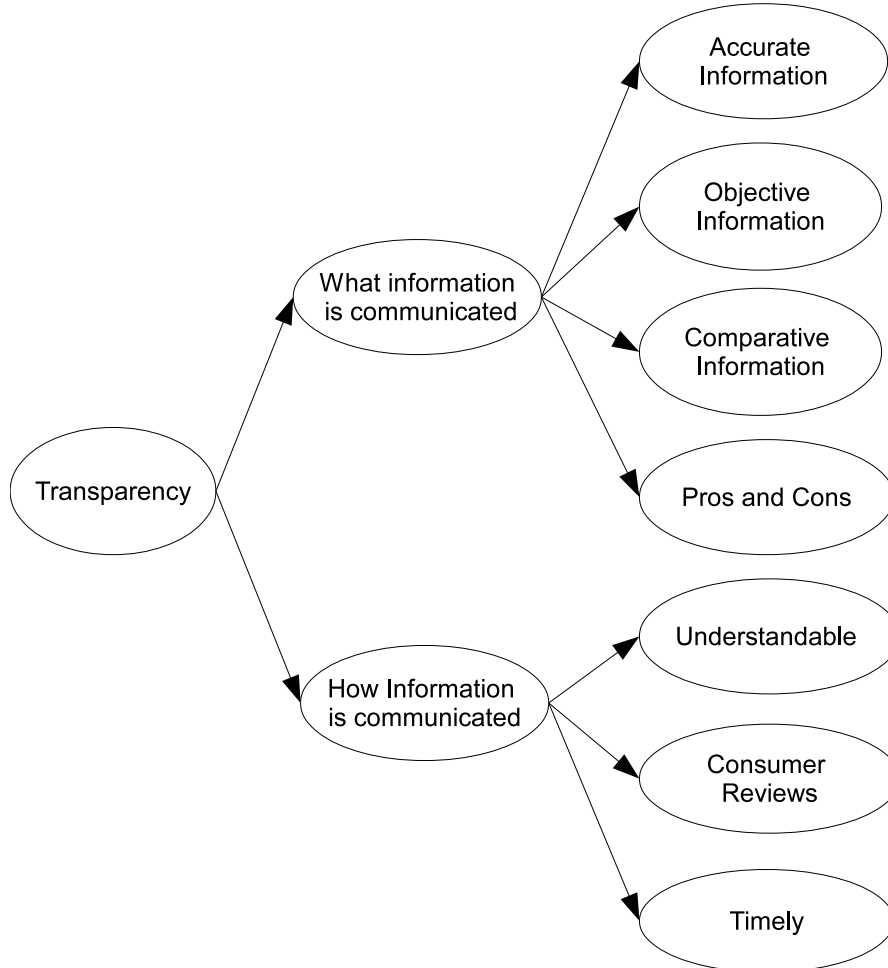 Accurate
Information
Objective
Information
What information
is communicated
Comparative
Information
Transparency
Pros and Cons
Understandable
How Information
is communicated
Consumer
Reviews
Timely